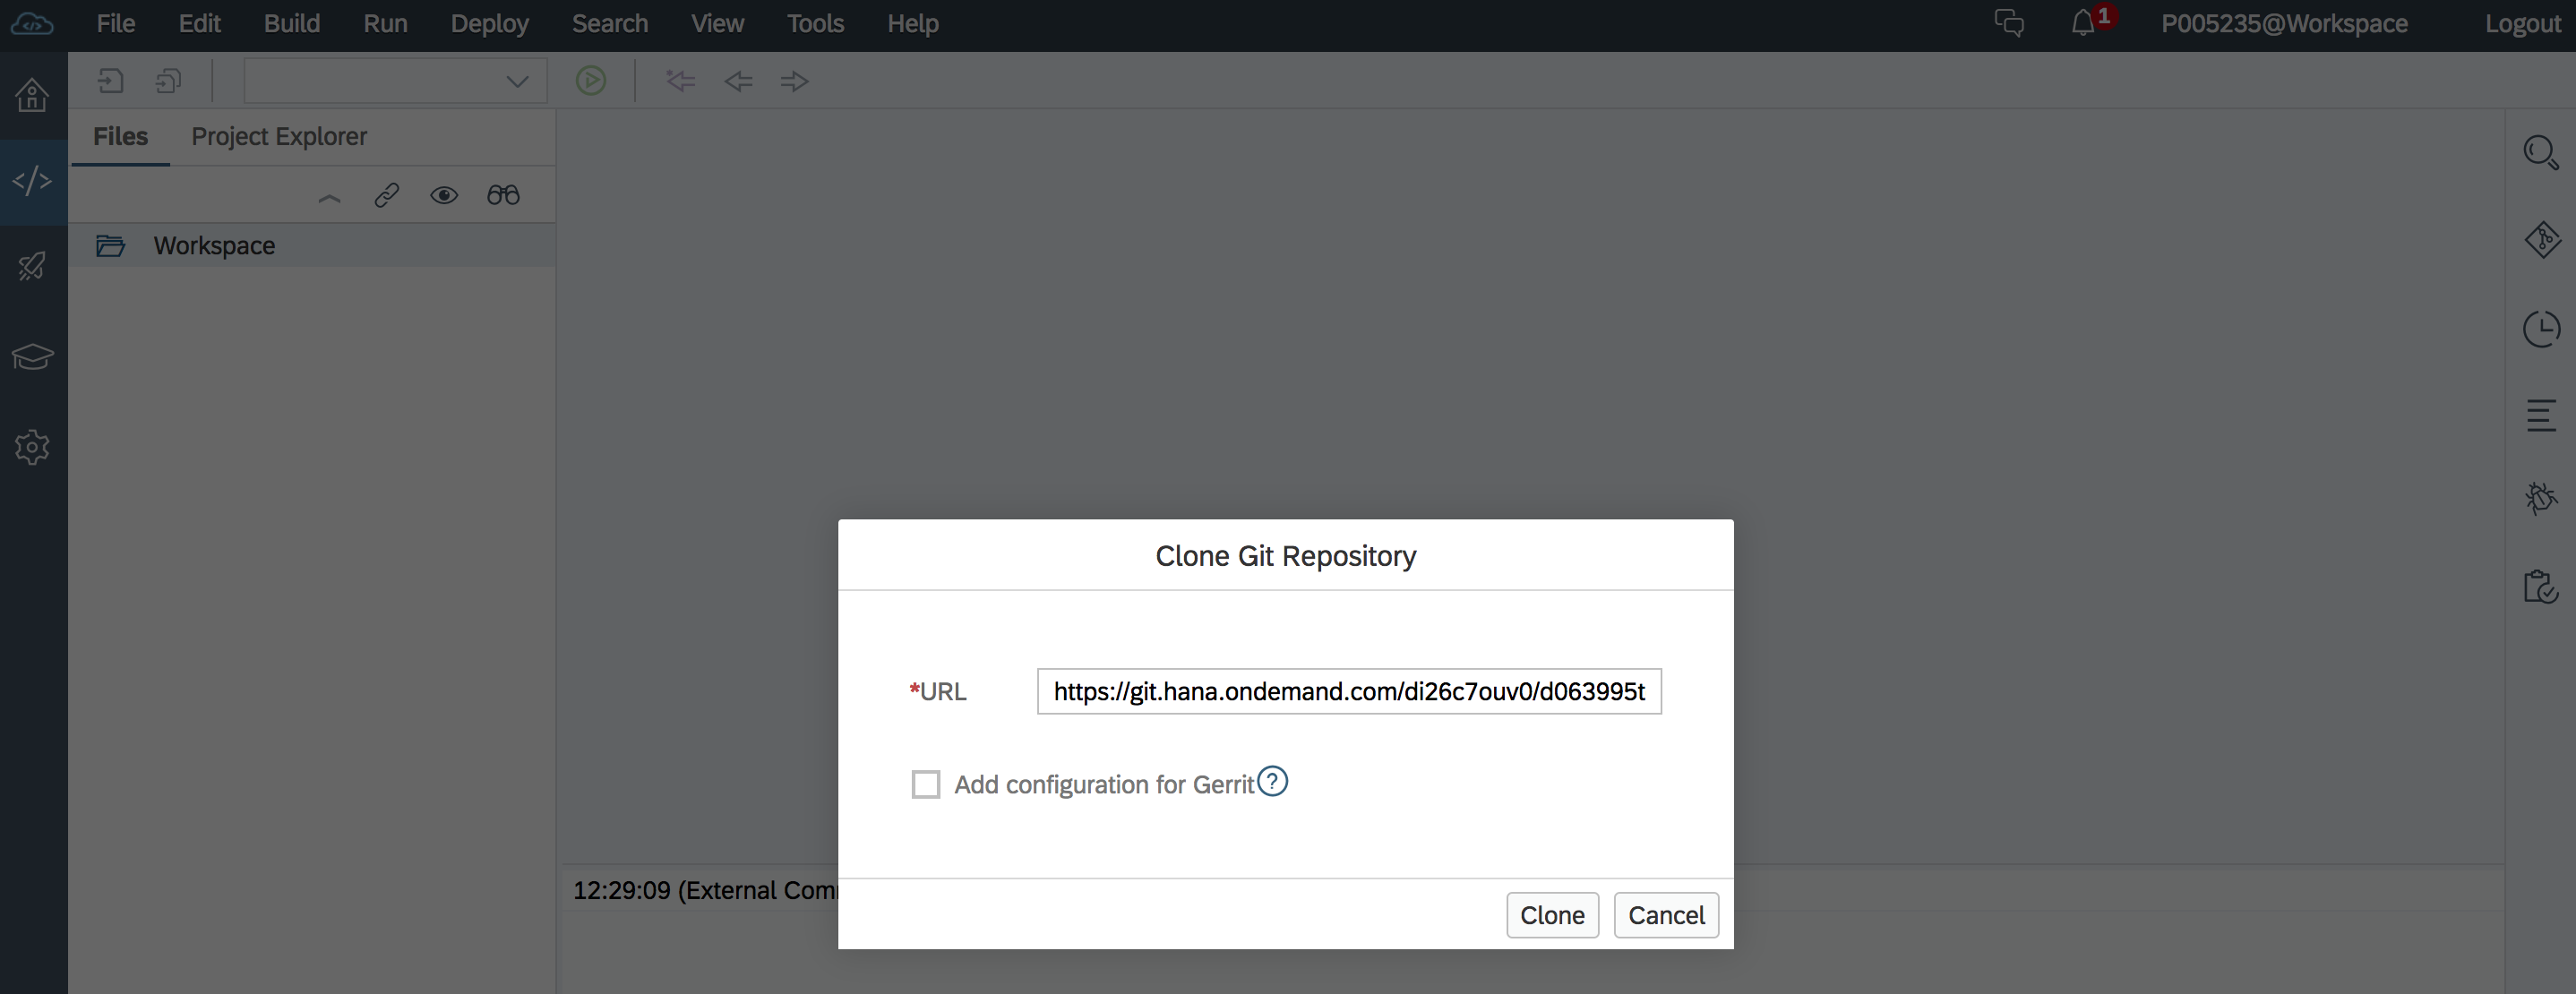 File Edit Build Run Deploy Search View Tools Help 1 P005235@Workspace Logout
Files Project Explorer
Workspace
Clone Git Repository
*URL https://git.hana.ondemand.com/di26c7ouv0/d063995t
Add configuration for Gerrit ?
12:29:09 (External Com
Clone Cancel